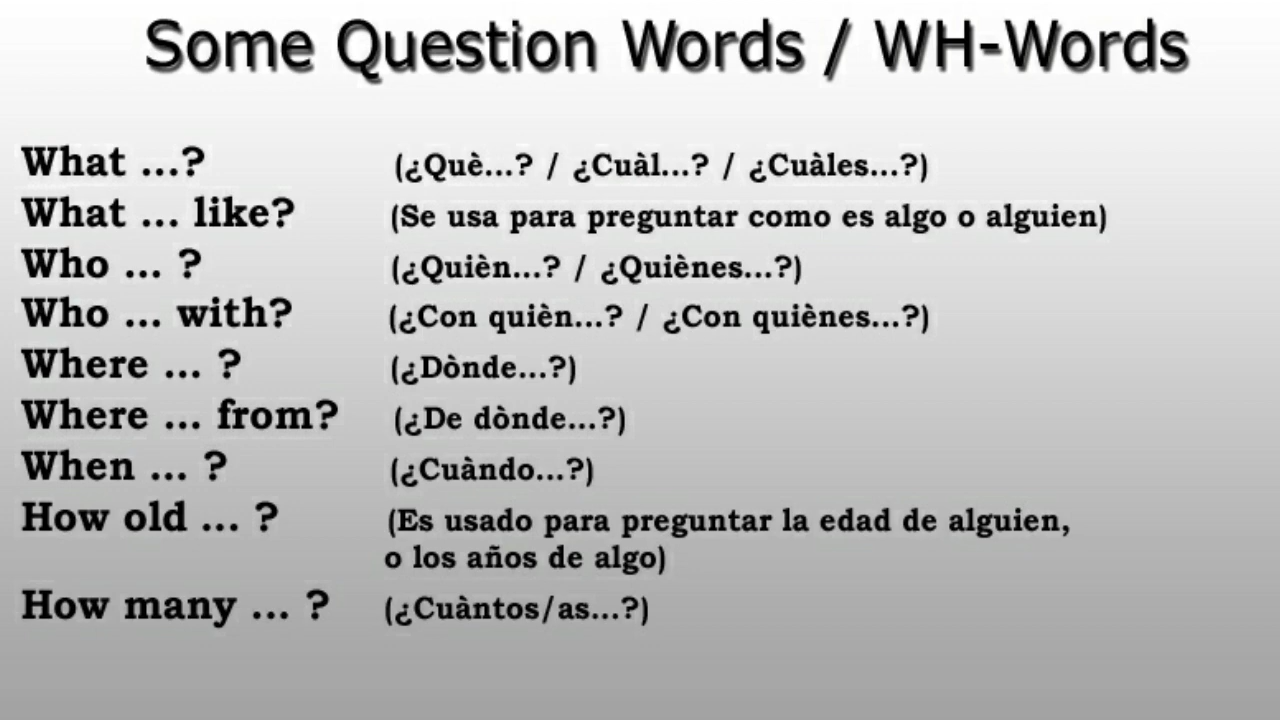 Some Question Words / WH-Words
What ...? (¿Què...? / ¿Cuàl...? / ¿Cuàles...?)
What ... like? (Se usa para preguntar como es algo o alguien)
Who ... ? (¿Quièn...? / ¿Quiènes...?)
Who ... with? (¿Con quièn...? / ¿Con quiènes...?)
Where ... ? (¿Dònde...?)
Where ... from? (¿De dònde...?)
When ... ? (¿Cuàndo...?)
How old ... ? (Es usado para preguntar la edad de alguien,
o los años de algo)
How many ... ? (¿Cuàntos/as...?)